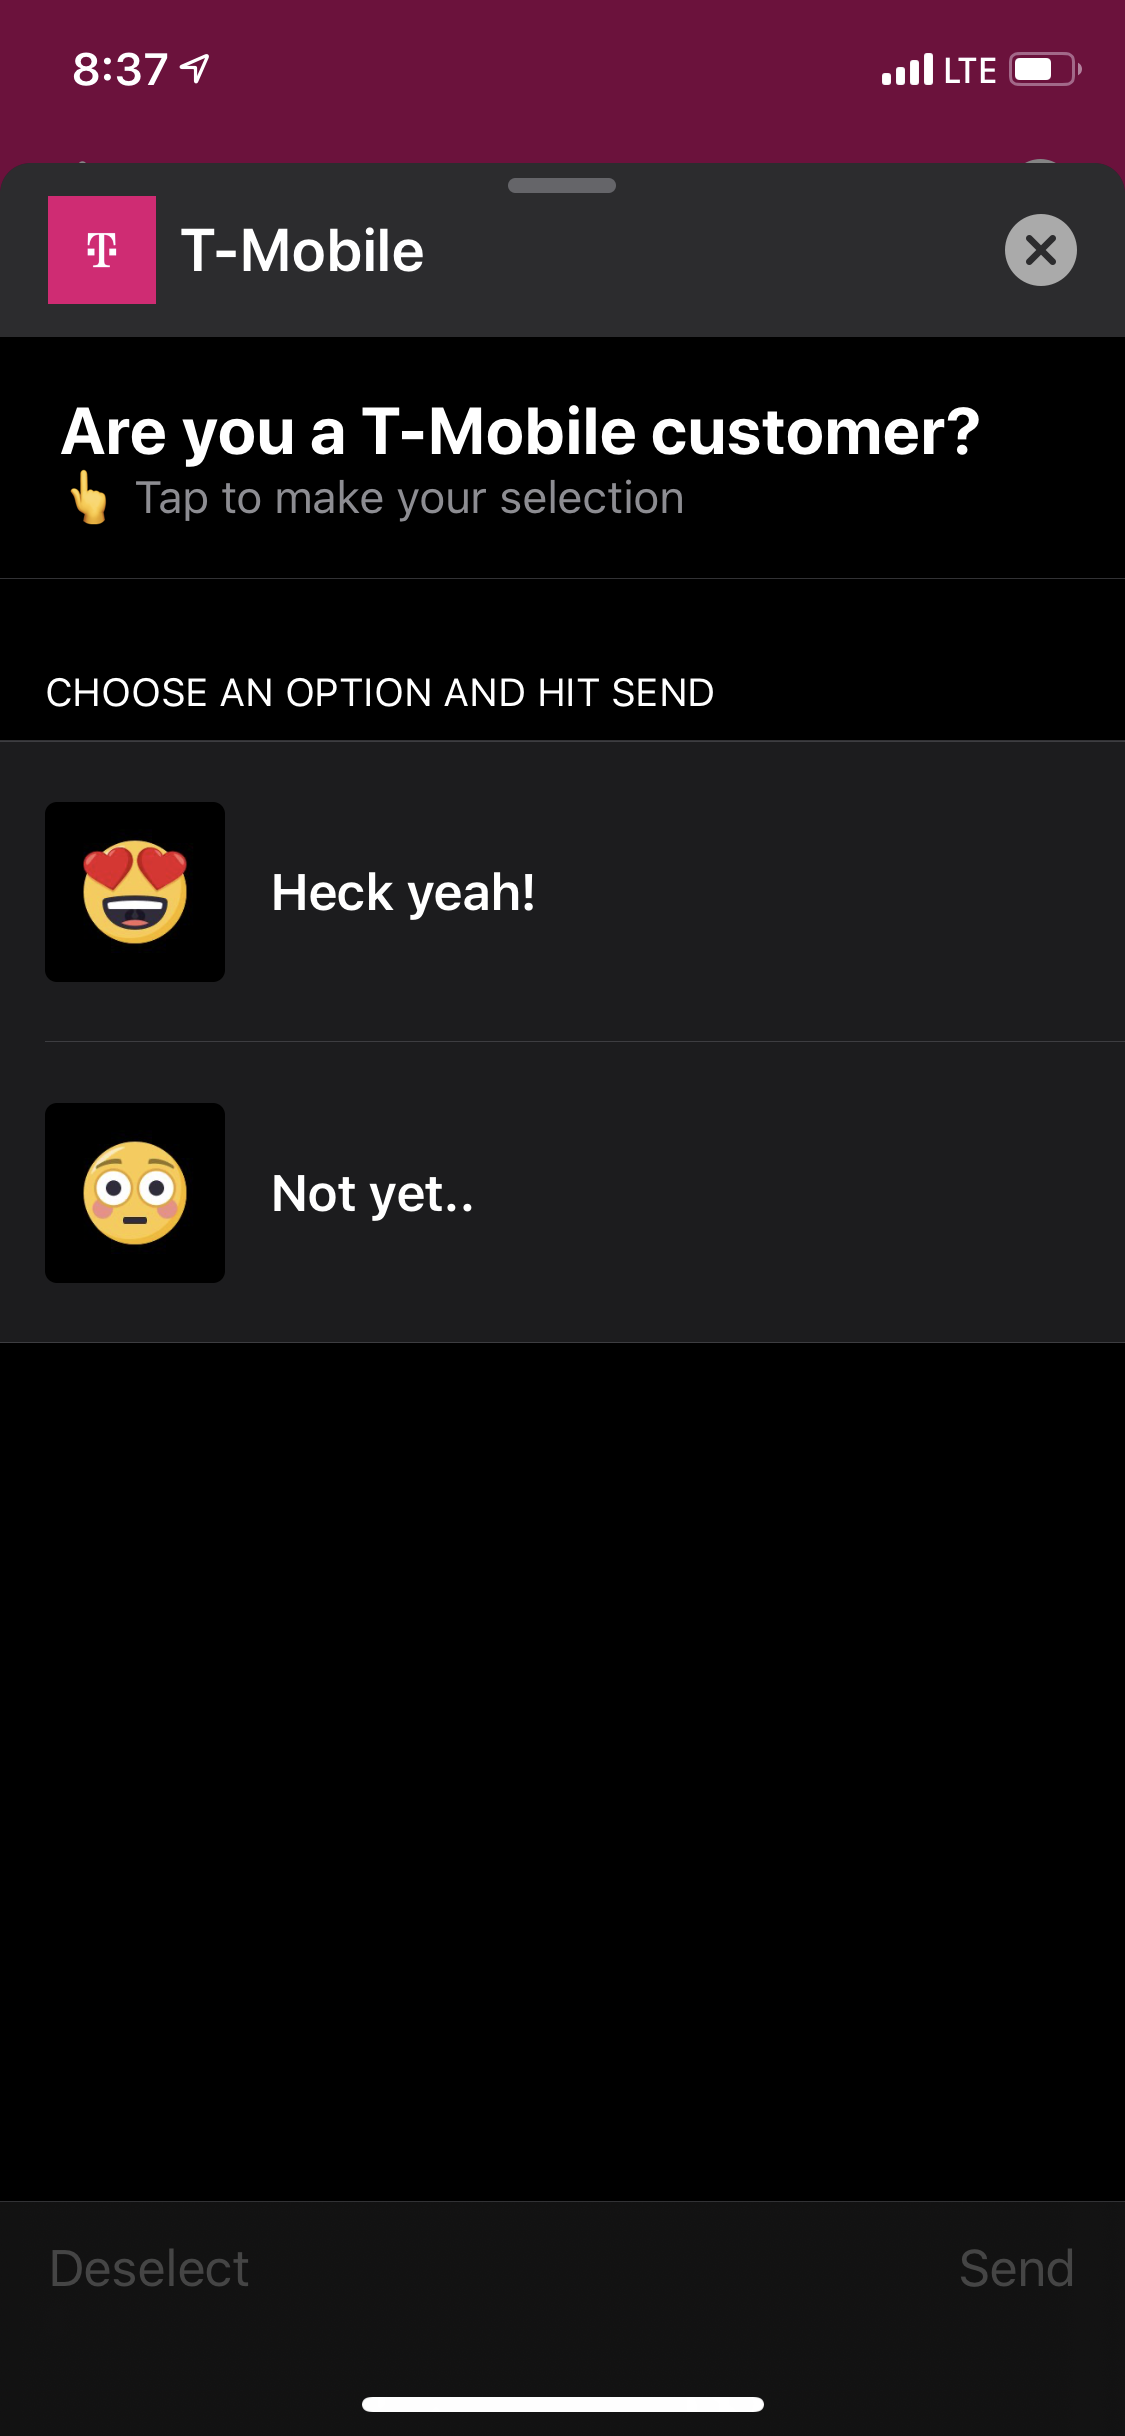 8:37
LTE
T
T-Mobile
Are you a T-Mobile customer?
👆 Tap to make your selection
CHOOSE AN OPTION AND HIT SEND
Heck yeah!
Not yet..
Deselect
Send